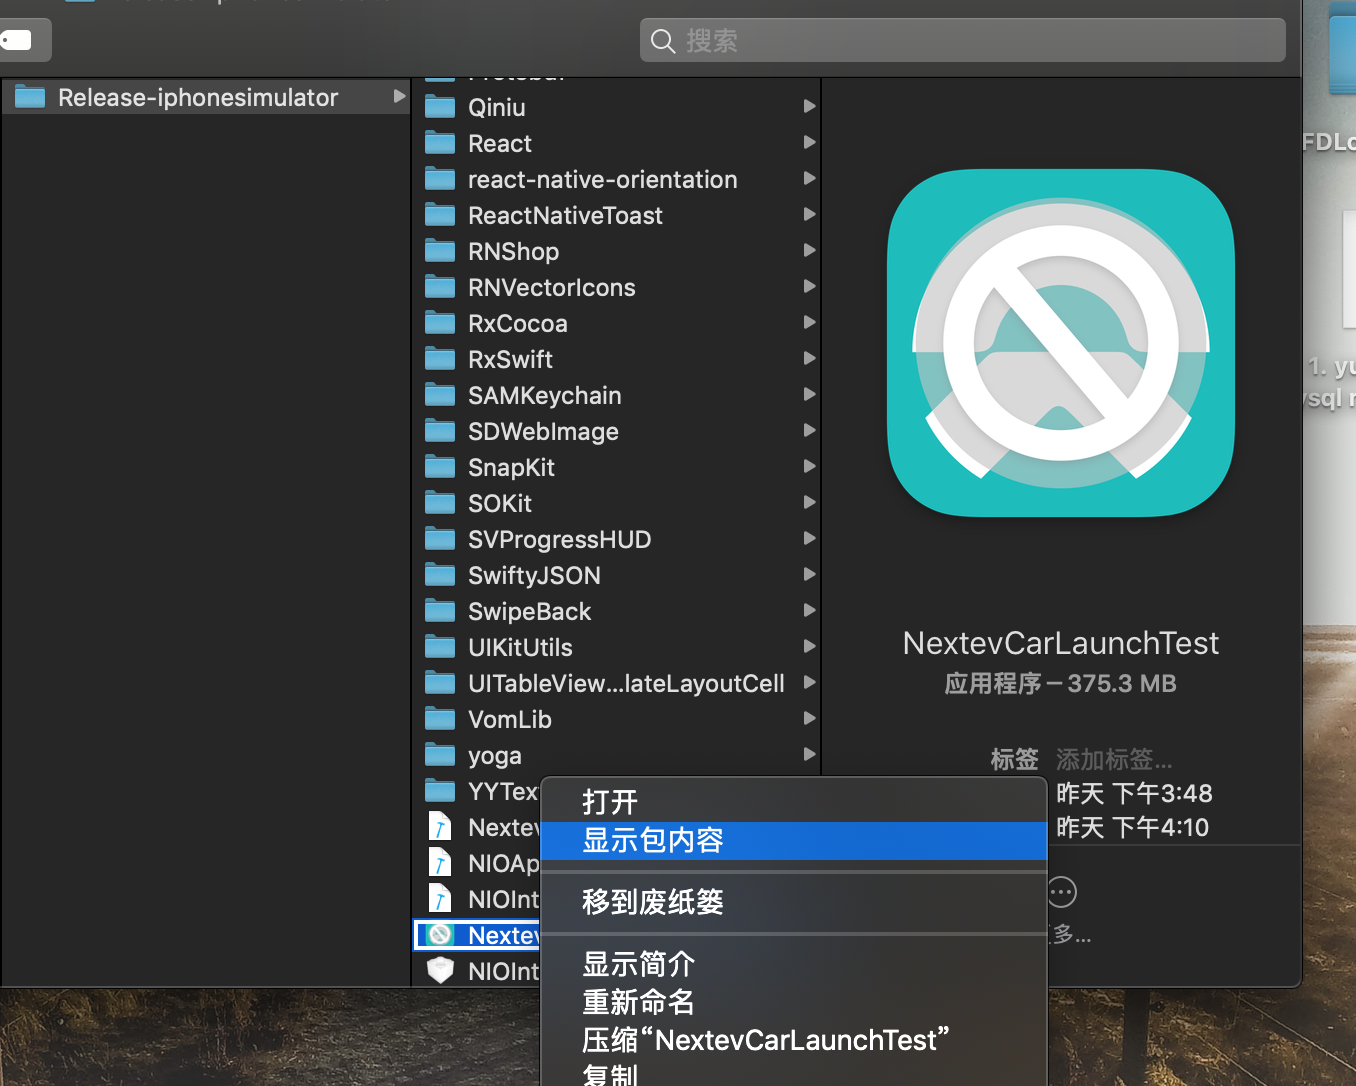 搜索
Release-iphonesimulator
Qiniu
React
react-native-orientation
ReactNativeToast
RNShop
RNVectorIcons
RxCocoa
RxSwift
SAMKeychain
SDWebImage
SnapKit
SOKit
SVProgressHUD
SwiftyJSON
SwipeBack
UIKitUtils
UITableView...lateLayoutCell
VomLib
yoga
YYTex
Nextev
NIOAp
NIOInt
Nextev
NIOInt
NextevCarLaunchTest
应用程序 – 375.3 MB
标签 添加标签...
昨天 下午3:48
昨天 下午4:10
多...
打开
显示包内容
移到废纸篓
显示简介
重新命名
压缩“NextevCarLaunchTest”
复制
FDLo
1. yu
ysql r